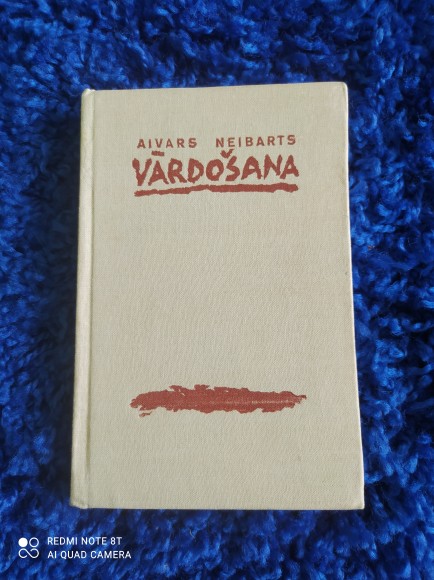 AIVARS NEIBARTS
VĀRDOŠANA
REDMI NOTE 8T
AI QUAD CAMERA